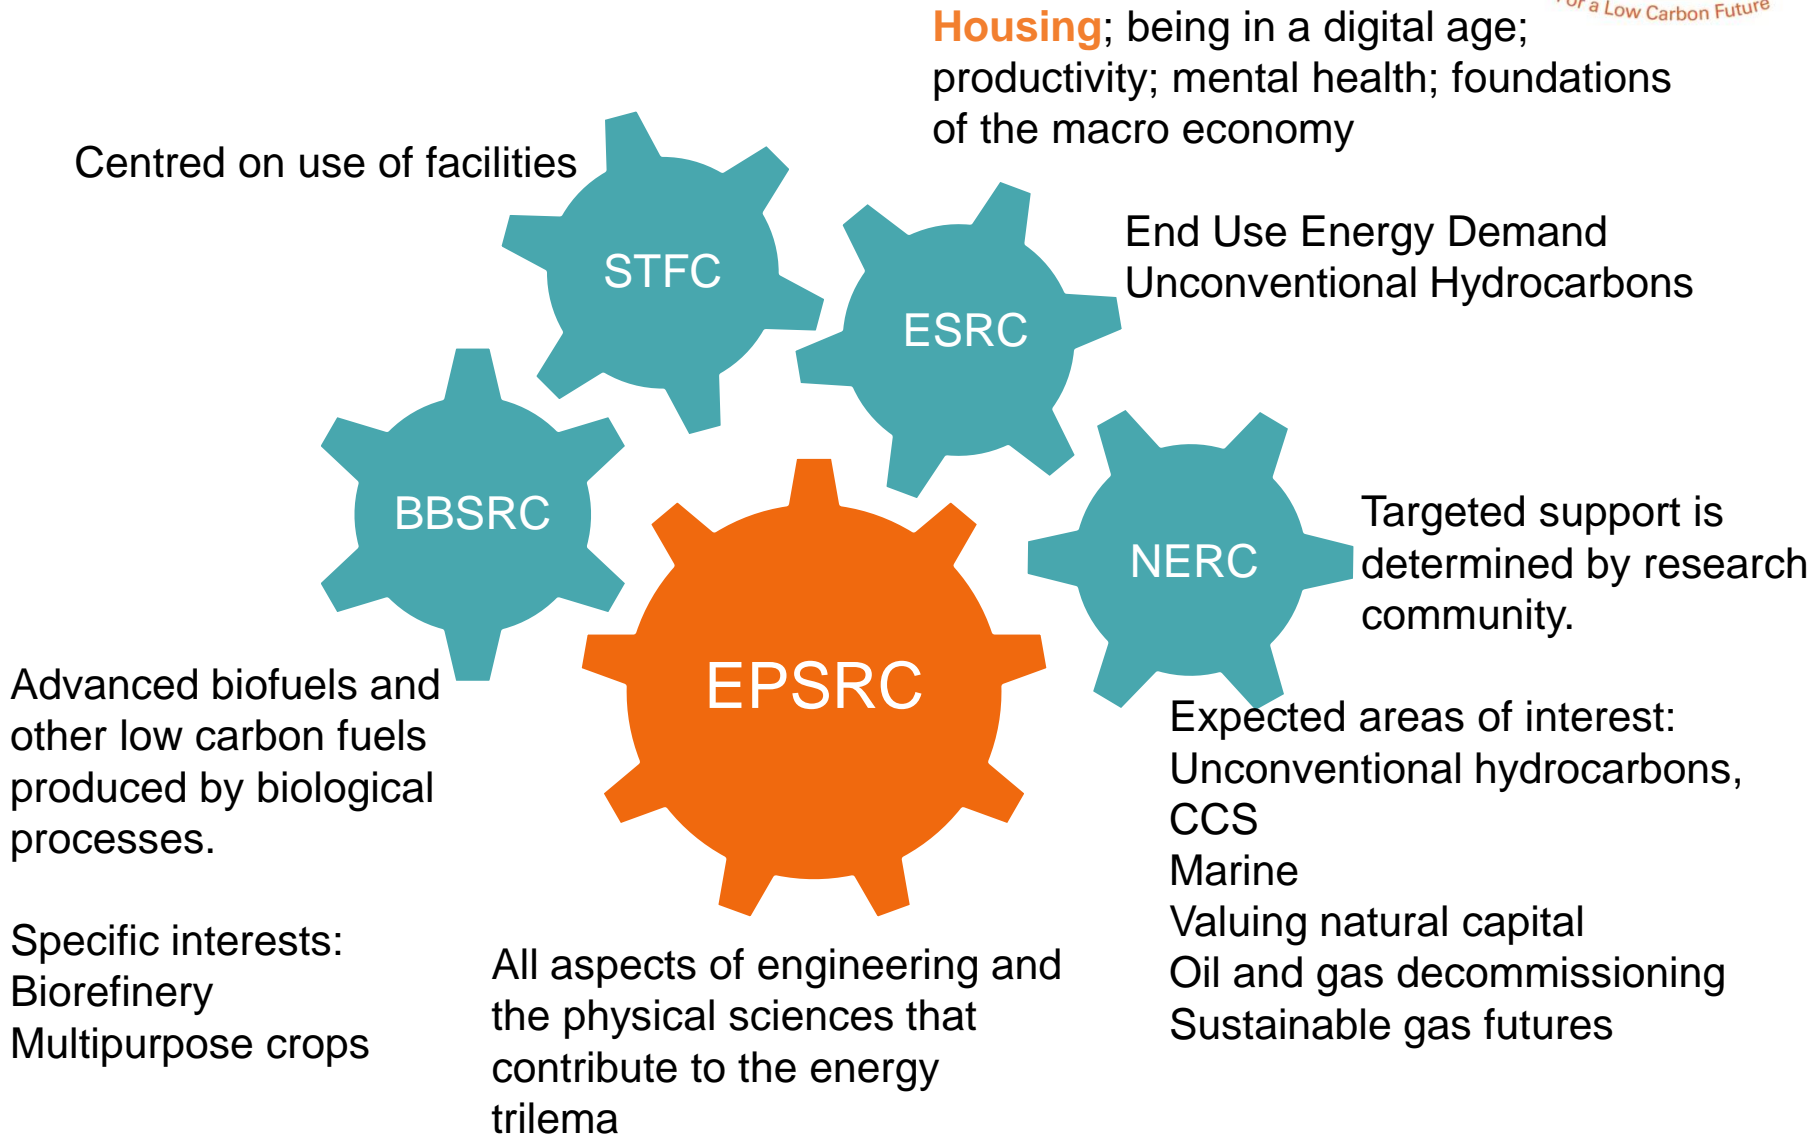 For a Low Carbon Future
Housing; being in a digital age;
productivity; mental health; foundations
of the macro economy
Centred on use of facilities
STFC
End Use Energy Demand
Unconventional Hydrocarbons
ESRC
BBSRC
NERC
Targeted support is
determined by research
community.
EPSRC
Advanced biofuels and
other low carbon fuels
produced by biological
processes.
Specific interests:
Biorefinery
Multipurpose crops
All aspects of engineering and
the physical sciences that
contribute to the energy
trilema
Expected areas of interest:
Unconventional hydrocarbons,
CCS
Marine
Valuing natural capital
Oil and gas decommissioning
Sustainable gas futures